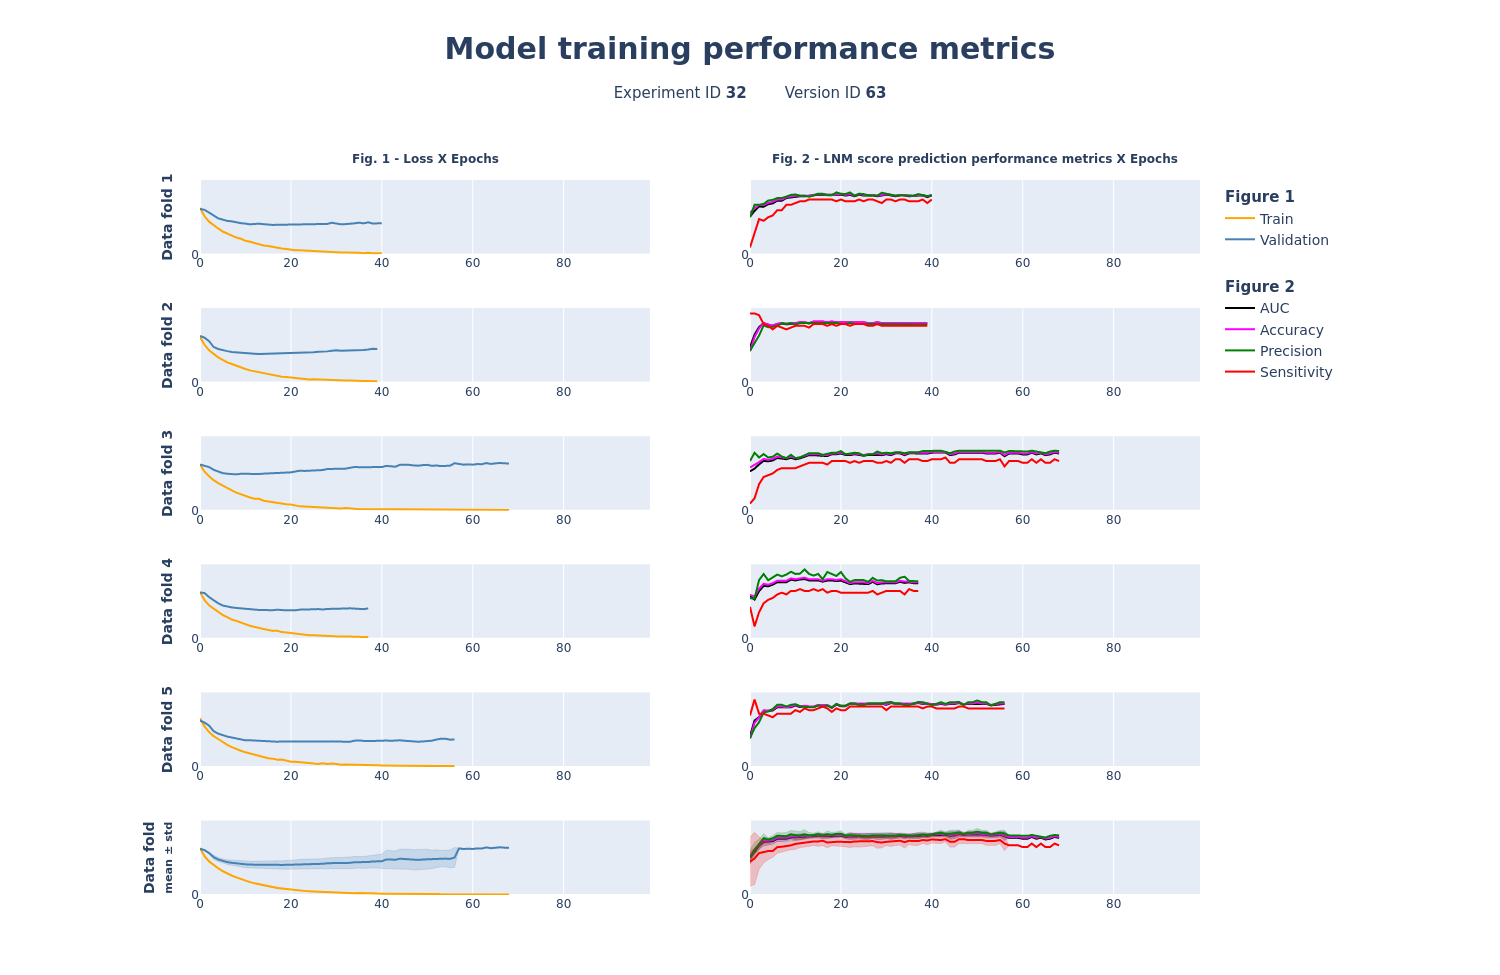 Model training performance metrics
Experiment ID 32 Version ID 63
Fig. 1 - Loss X Epochs
Fig. 2 - LNM score prediction performance metrics X Epochs
Data fold 1
0
0 20 40 60 80
0
0 20 40 60 80
Figure 1
Train
Validation
Figure 2
AUC
Accuracy
Precision
Sensitivity
Data fold 2
0
0 20 40 60 80
0
0 20 40 60 80
Data fold 3
0
0 20 40 60 80
0
0 20 40 60 80
Data fold 4
0
0 20 40 60 80
0
0 20 40 60 80
Data fold 5
0
0 20 40 60 80
0
0 20 40 60 80
Data fold
mean ± std
0
0 20 40 60 80
0
0 20 40 60 80